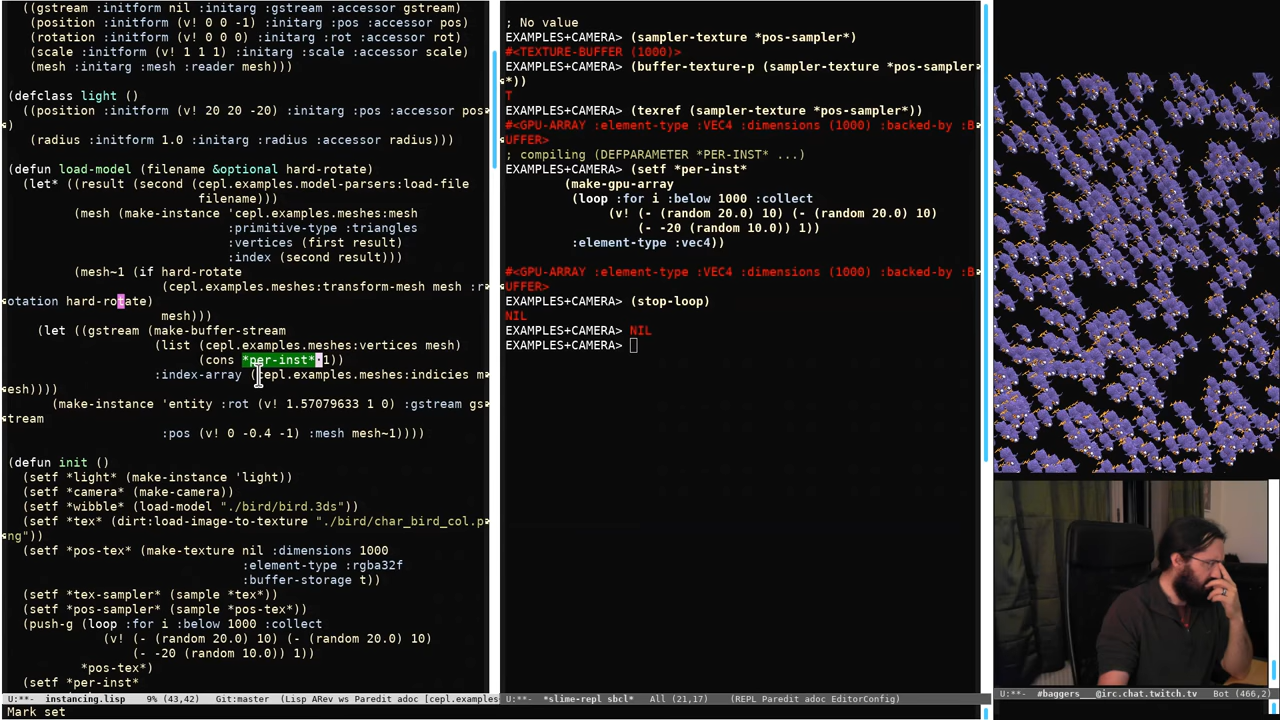 ((gstream :initform nil :initarg :gstream :accessor gstream)
(position :initform (v! 0 0 -1) :initarg :pos :accessor pos)
(rotation :initform (v! 0 0 0) :initarg :rot :accessor rot)
(scale :initform (v! 1 1 1) :initarg :scale :accessor scale)
(mesh :initarg :mesh :reader mesh)))
(defclass light ()
((position :initform (v! 20 20 -20) :initarg :pos :accessor pos
)
(radius :initform 1.0 :initarg :radius :accessor radius)))
(defun load-model (filename &optional hard-rotate)
(let* ((result (second (cepl.examples.model-parsers:load-file
filename)))
(mesh (make-instance 'cepl.examples.meshes:mesh
:primitive-type :triangles
:vertices (first result)
:index (second result)))
(mesh~1 (if hard-rotate
(cepl.examples.meshes:transform-mesh mesh :r
otation hard-rotate)
mesh)))
(let ((gstream (make-buffer-stream
(list (cepl.examples.meshes:vertices mesh)
(cons *per-inst* 1))
:index-array (cepl.examples.meshes:indicies m
esh))))
(make-instance 'entity :rot (v! 1.57079633 1 0) :gstream gs
tream
:pos (v! 0 -0.4 -1) :mesh mesh~1))))
(defun init ()
(setf *light* (make-instance 'light))
(setf *camera* (make-camera))
(setf *wibble* (load-model "./bird/bird.3ds"))
(setf *tex* (dirt:load-image-to-texture "./bird/char_bird_col.p
ng"))
(setf *pos-tex* (make-texture nil :dimensions 1000
:element-type :rgba32f
:buffer-storage t))
(setf *tex-sampler* (sample *tex*))
(setf *pos-sampler* (sample *pos-tex*))
(push-g (loop :for i :below 1000 :collect
(v! (- (random 20.0) 10) (- (random 20.0) 10)
(- -20 (random 10.0)) 1))
*pos-tex*)
(setf *per-inst*
U:**- instancing.lisp 9% (43,42) Git:master (Lisp ARev ws Paredit adoc [cepl.examples
Mark set
; No value
EXAMPLES+CAMERA> (sampler-texture *pos-sampler*)
#<TEXTURE-BUFFER (1000)>
EXAMPLES+CAMERA> (buffer-texture-p (sampler-texture *pos-sampler
*))
T
EXAMPLES+CAMERA> (texref (sampler-texture *pos-sampler*))
#<GPU-ARRAY :element-type :VEC4 :dimensions (1000) :backed-by :B
UFFER>
; compiling (DEFPARAMETER *PER-INST* ...)
EXAMPLES+CAMERA> (setf *per-inst*
(make-gpu-array
(loop :for i :below 1000 :collect
(v! (- (random 20.0) 10) (- (random 20.0) 10)
(- -20 (random 10.0)) 1))
:element-type :vec4))
#<GPU-ARRAY :element-type :VEC4 :dimensions (1000) :backed-by :B
UFFER>
EXAMPLES+CAMERA> (stop-loop)
NIL
EXAMPLES+CAMERA> NIL
EXAMPLES+CAMERA>
U:**- *slime-repl sbcl* All (21,17) (REPL Paredit adoc EditorConfig)
U:**- #baggers___@irc.chat.twitch.tv Bot (466,2)